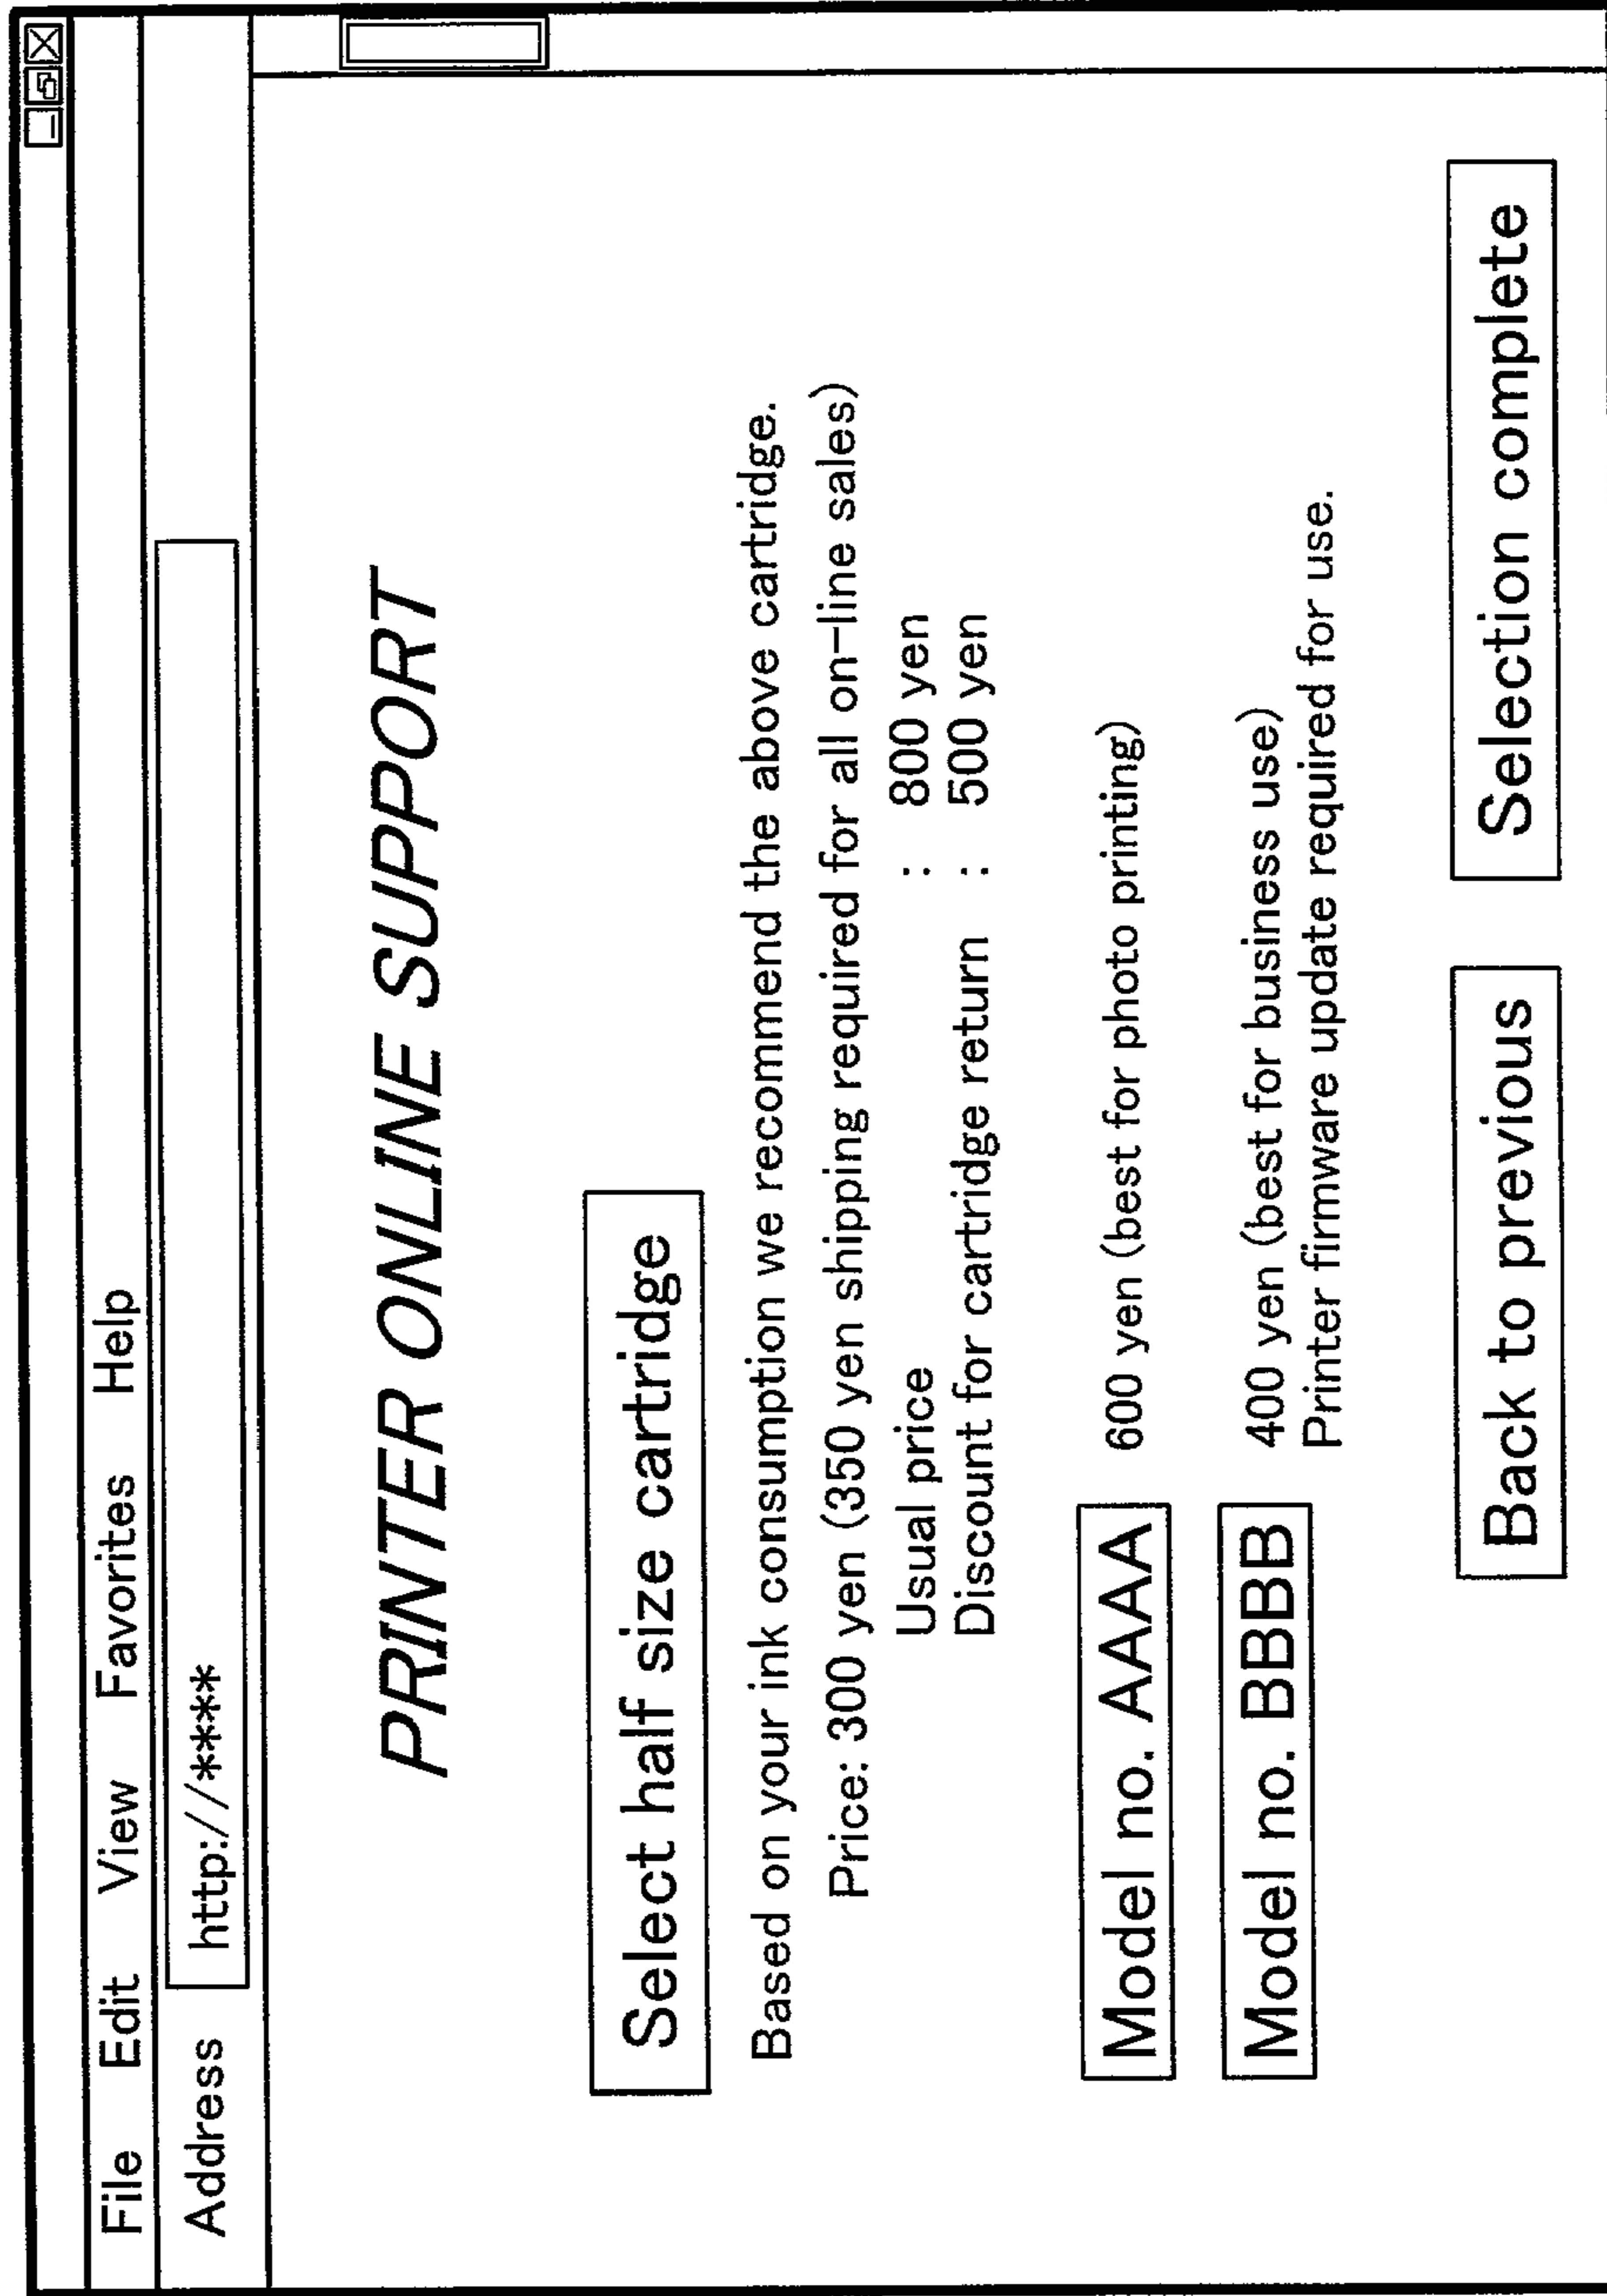 File Edit View Favorites Help
Address http://****
PRINTER ONLINE SUPPORT
Select half size cartridge
Based on your ink consumption we recommend the above cartridge.
Price: 300 yen (350 yen shipping required for all on-line sales)
Usual price : 800 yen
Discount for cartridge return : 500 yen
Model no. AAAA 600 yen (best for photo printing)
Model no. BBBB 400 yen (best for business use)
Printer firmware update required for use.
Back to previous Selection complete